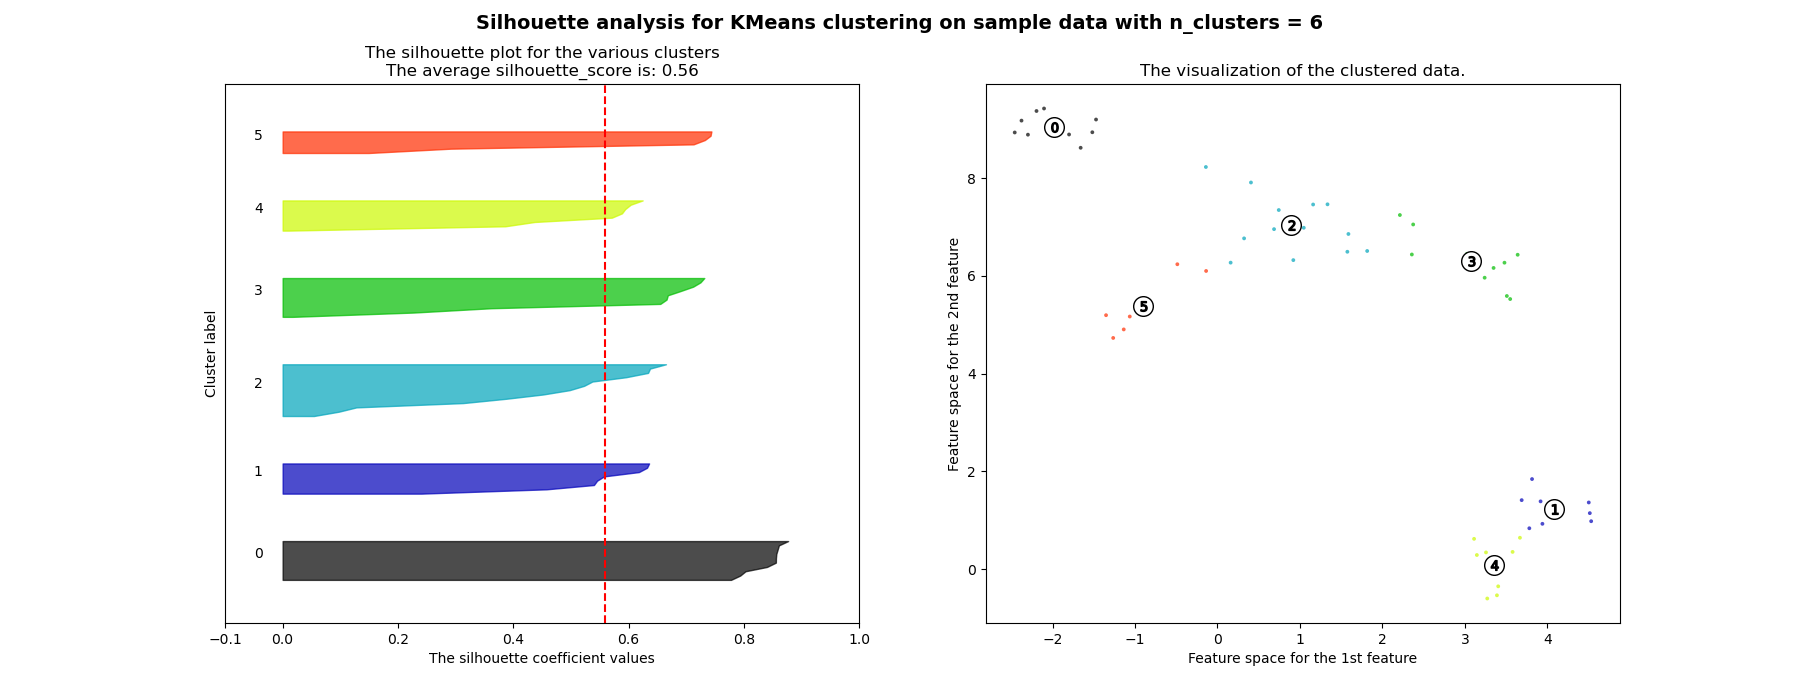 Silhouette analysis for KMeans clustering on sample data with n_clusters = 6
The silhouette plot for the various clusters
The average silhouette_score is: 0.56
5
4
3
2
1
0
Cluster label
−0.1 0.0 0.2 0.4 0.6 0.8 1.0
The silhouette coefficient values
The visualization of the clustered data.
8
6
4
2
0
Feature space for the 2nd feature
0
2
3
5
1
4
−2 −1 0 1 2 3 4
Feature space for the 1st feature